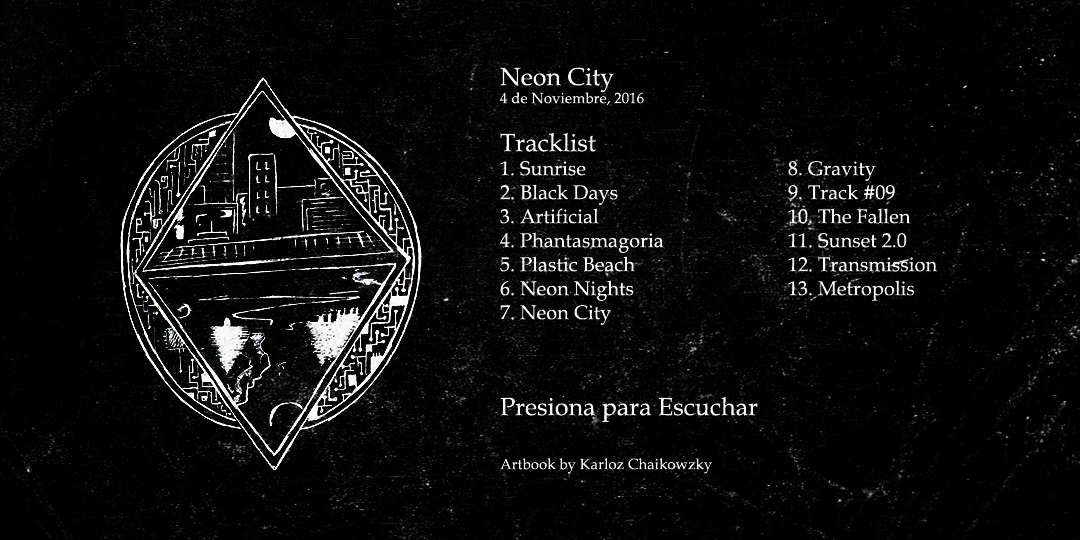 Neon City
4 de Noviembre, 2016
Tracklist
1. Sunrise
2. Black Days
3. Artificial
4. Phantasmagoria
5. Plastic Beach
6. Neon Nights
7. Neon City
8. Gravity
9. Track #09
10. The Fallen
11. Sunset 2.0
12. Transmission
13. Metropolis
Presiona para Escuchar
Artbook by Karloz Chaikowzky